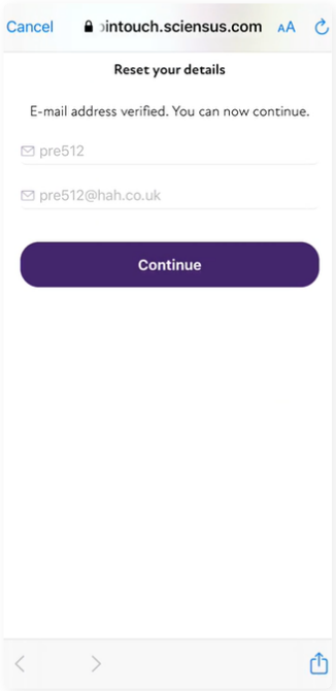 Cancel intouch.sciensus.com AA
Reset your details
E-mail address verified. You can now continue.
pre512
pre512@hah.co.uk
Continue